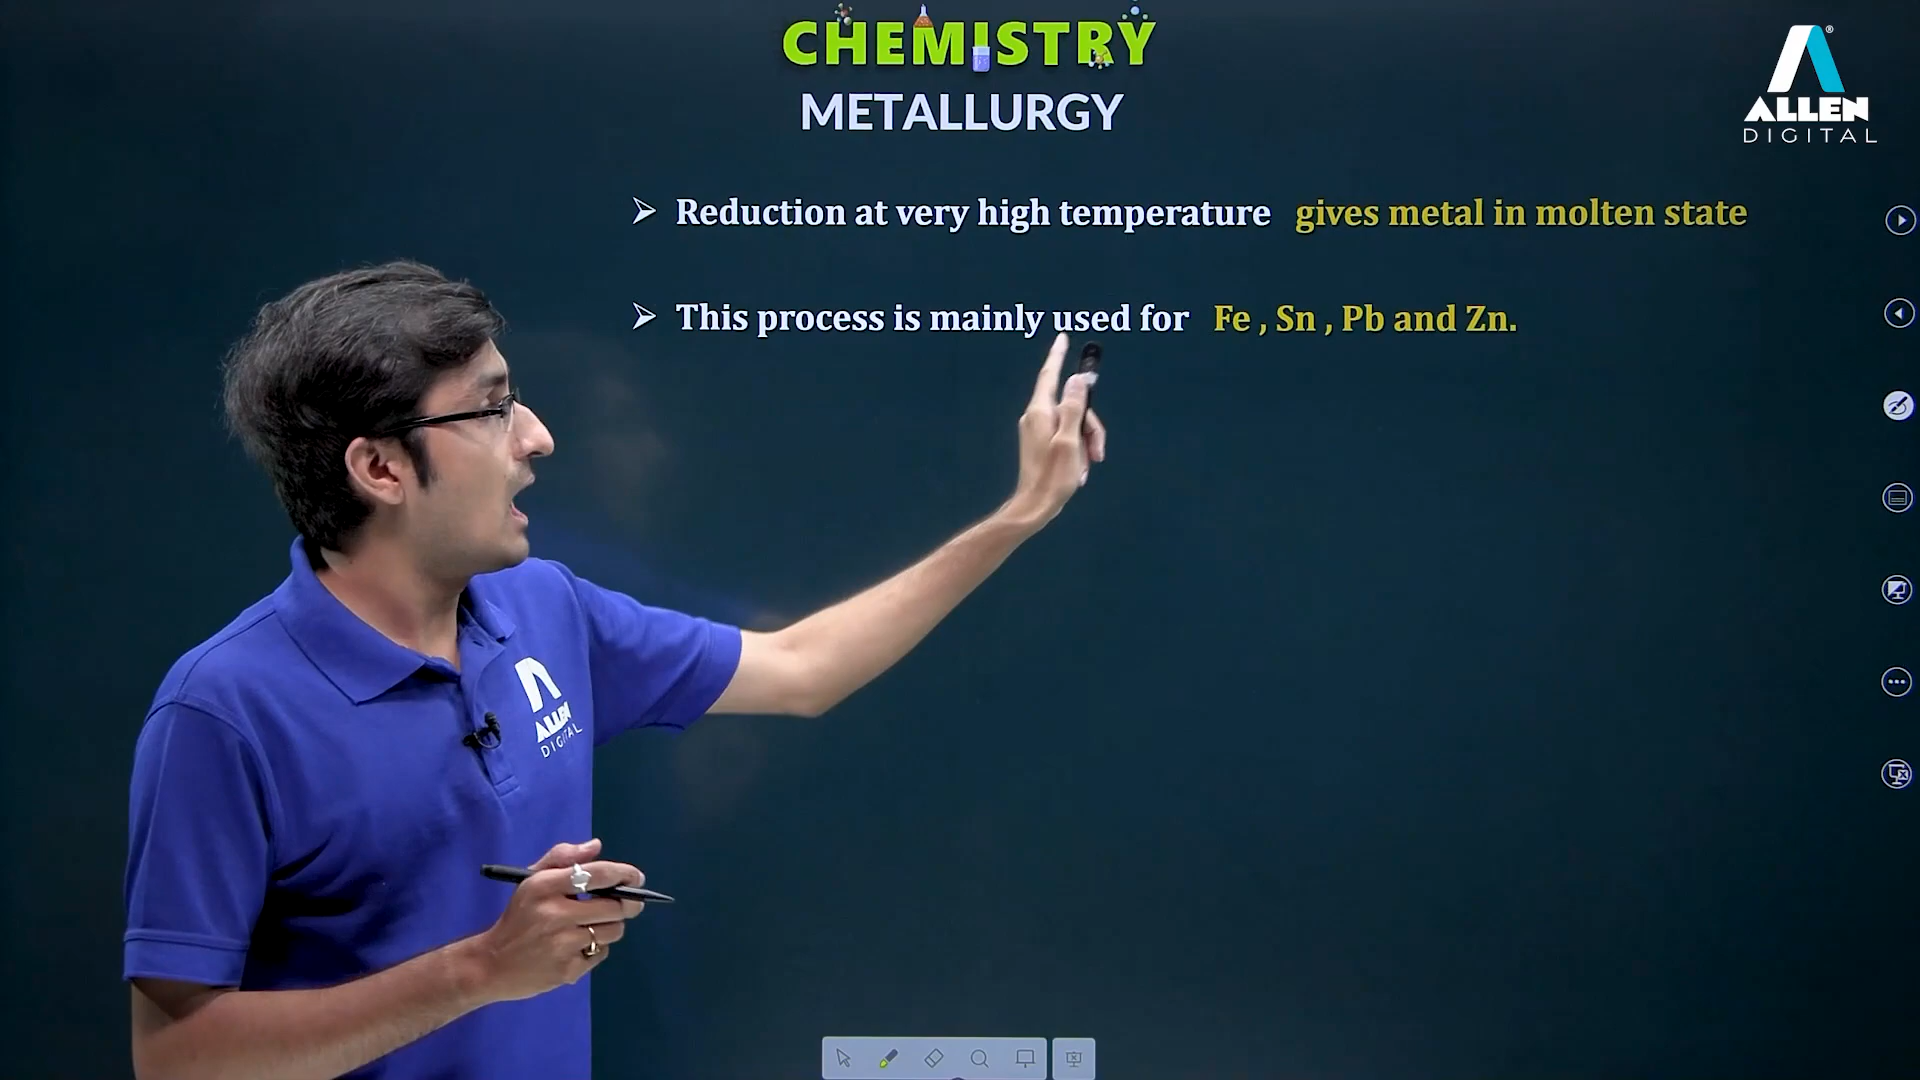 CHEMISTRY
METALLURGY
ALLEN
DIGITAL
➢ Reduction at very high temperature gives metal in molten state
➢ This process is mainly used for Fe , Sn , Pb and Zn.
ALLEN
DIGITAL